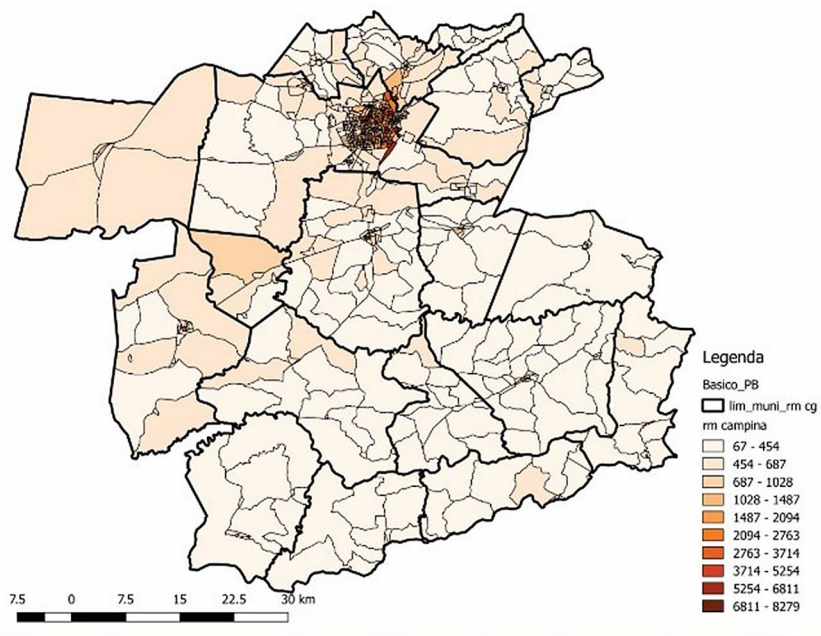 Legenda
Basico_PB
lim_muni_rm cg
rm campina
67 - 454
454 - 687
687 - 1028
1028 - 1487
1487 - 2094
2094 - 2763
2763 - 3714
3714 - 5254
5254 - 6811
6811 - 8279
7.5 0 7.5 15 22.5 30 km